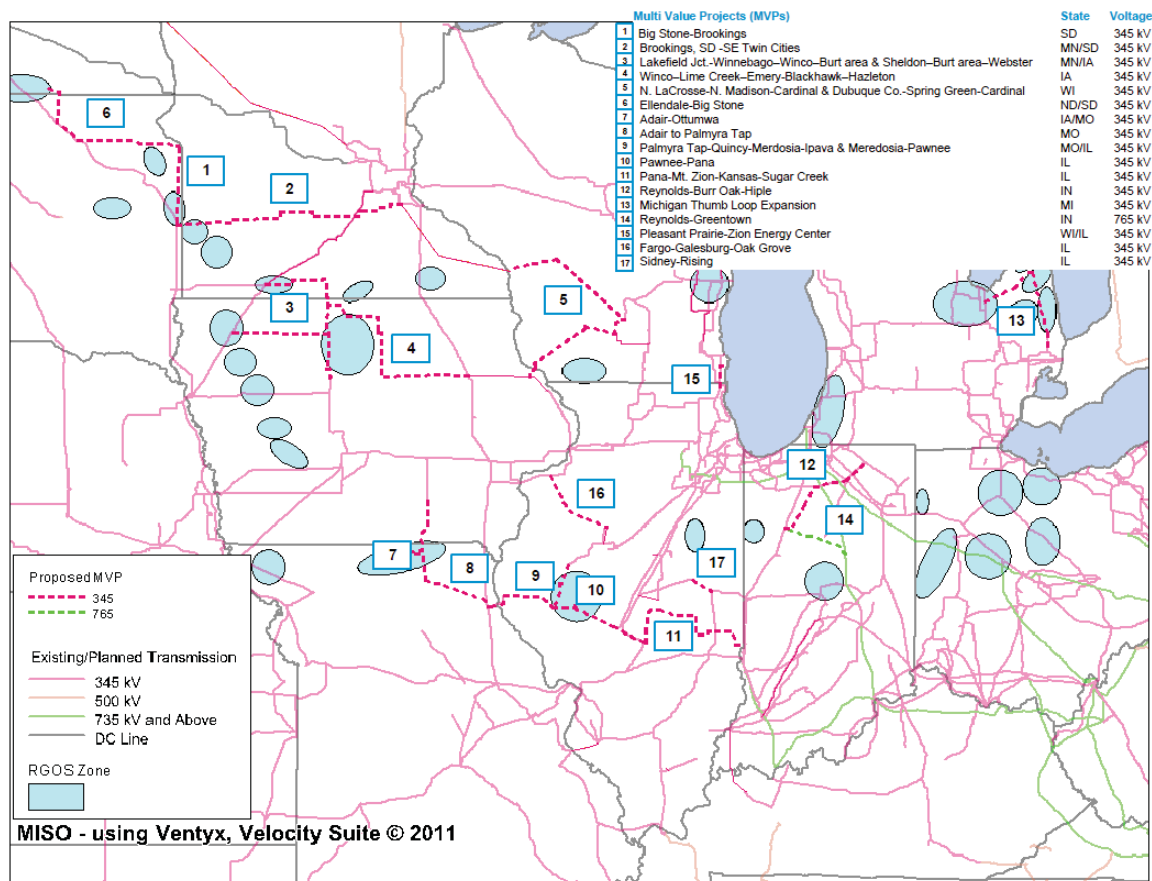 Multi Value Projects (MVPs) State Voltage
1 Big Stone-Brookings SD 345 kV
2 Brookings, SD -SE Twin Cities MN/SD 345 kV
3 Lakefield Jct.-Winnebago–Winco–Burt area & Sheldon–Burt area–Webster MN/IA 345 kV
4 Winco–Lime Creek–Emery-Blackhawk–Hazleton IA 345 kV
5 N. LaCrosse-N. Madison-Cardinal & Dubuque Co.-Spring Green-Cardinal WI 345 kV
6 Ellendale-Big Stone ND/SD 345 kV
7 Adair-Ottumwa IA/MO 345 kV
8 Adair to Palmyra Tap MO 345 kV
9 Palmyra Tap-Quincy-Merdosia-Ipava & Meredosia-Pawnee MO/IL 345 kV
10 Pawnee-Pana IL 345 kV
11 Pana-Mt. Zion-Kansas-Sugar Creek IL 345 kV
12 Reynolds-Burr Oak-Hiple IN 345 kV
13 Michigan Thumb Loop Expansion MI 345 kV
14 Reynolds-Greentown IN 765 kV
15 Pleasant Prairie-Zion Energy Center WI/IL 345 kV
16 Fargo-Galesburg-Oak Grove IL 345 kV
17 Sidney-Rising IL 345 kV
6
1
2
3
5
13
4
15
12
16
14
7
8
9
10
17
11
Proposed MVP
345
765
Existing/Planned Transmission
345 kV
500 kV
735 kV and Above
DC Line
RGOS Zone
MISO - using Ventyx, Velocity Suite © 2011